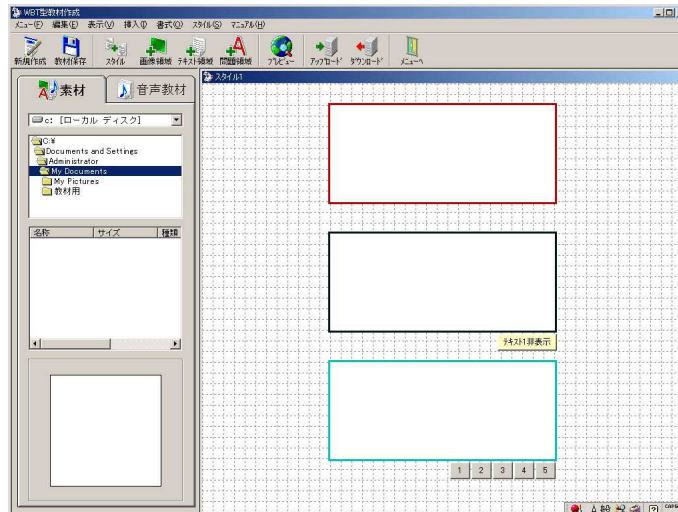 WBT型教材作成
メニュー(E) 編集(E) 表示(V) 挿入(I) 書式(O) スタイル(S) マニュアル(H)
新規作成 教材保存 スタイル 画像領域 テキスト領域 問題領域 プレビュー アップロード ダウンロード メニューへ
素材 音声教材
c: [ローカル ディスク]
C:¥
Documents and Settings
Administrator
My Documents
My Pictures
教材用
名称 サイズ 種類
スタイル1
テキスト1非表示
1 2 3 4 5
A 般
CAPS